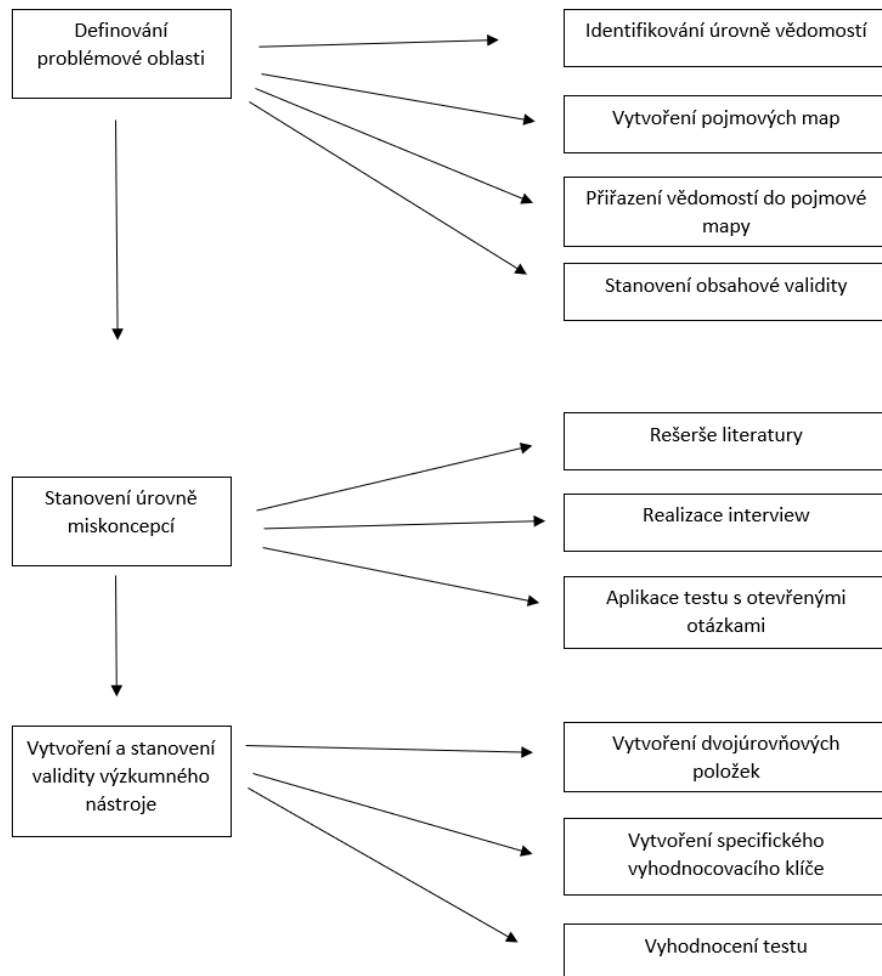 Definování
problémové oblasti
Identifikování úrovně vědomostí
Vytvoření pojmových map
Přiřazení vědomostí do pojmové
mapy
Stanovení obsahové validity
Stanovení úrovně
miskoncepcí
Rešerše literatury
Realizace interview
Aplikace testu s otevřenými
otázkami
Vytvoření a stanovení
validity výzkumného
nástroje
Vytvoření dvojúrovňových
položek
Vytvoření specifického
vyhodnocovacího klíče
Vyhodnocení testu